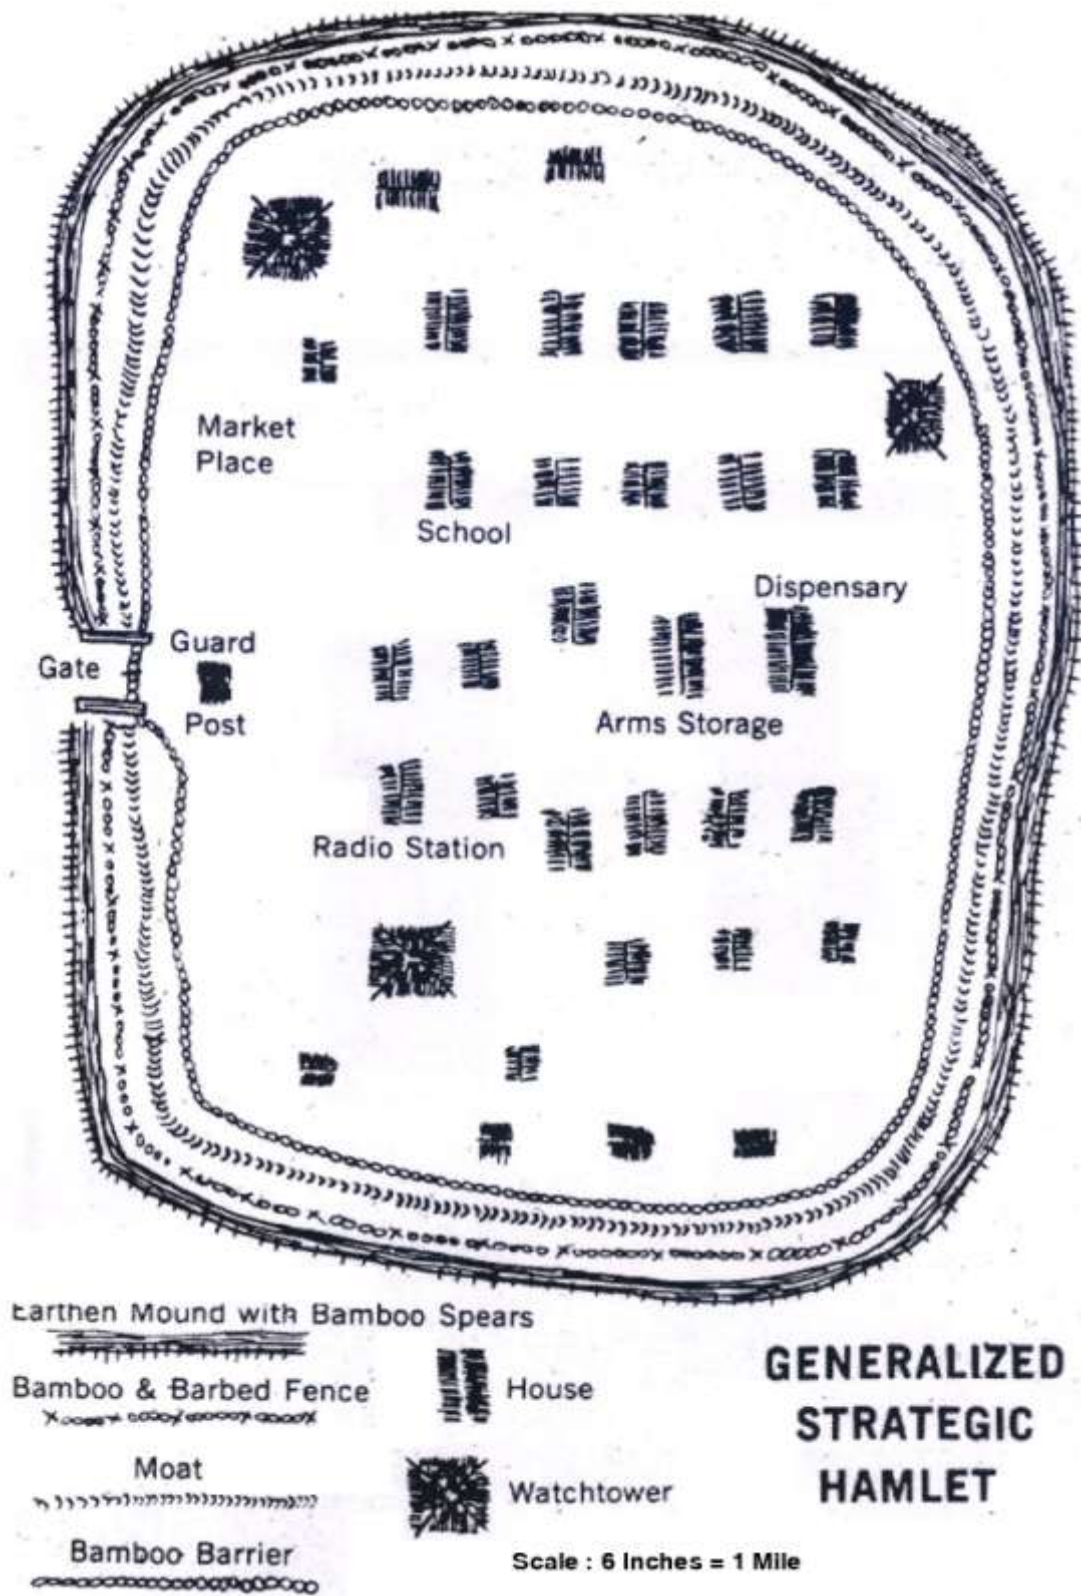 Market
Place
School
Dispensary
Guard
Gate
Post
Arms Storage
Radio Station
Earthen Mound with Bamboo Spears
Bamboo & Barbed Fence
House
Moat
Watchtower
Bamboo Barrier
GENERALIZED
STRATEGIC
HAMLET
Scale : 6 Inches = 1 Mile